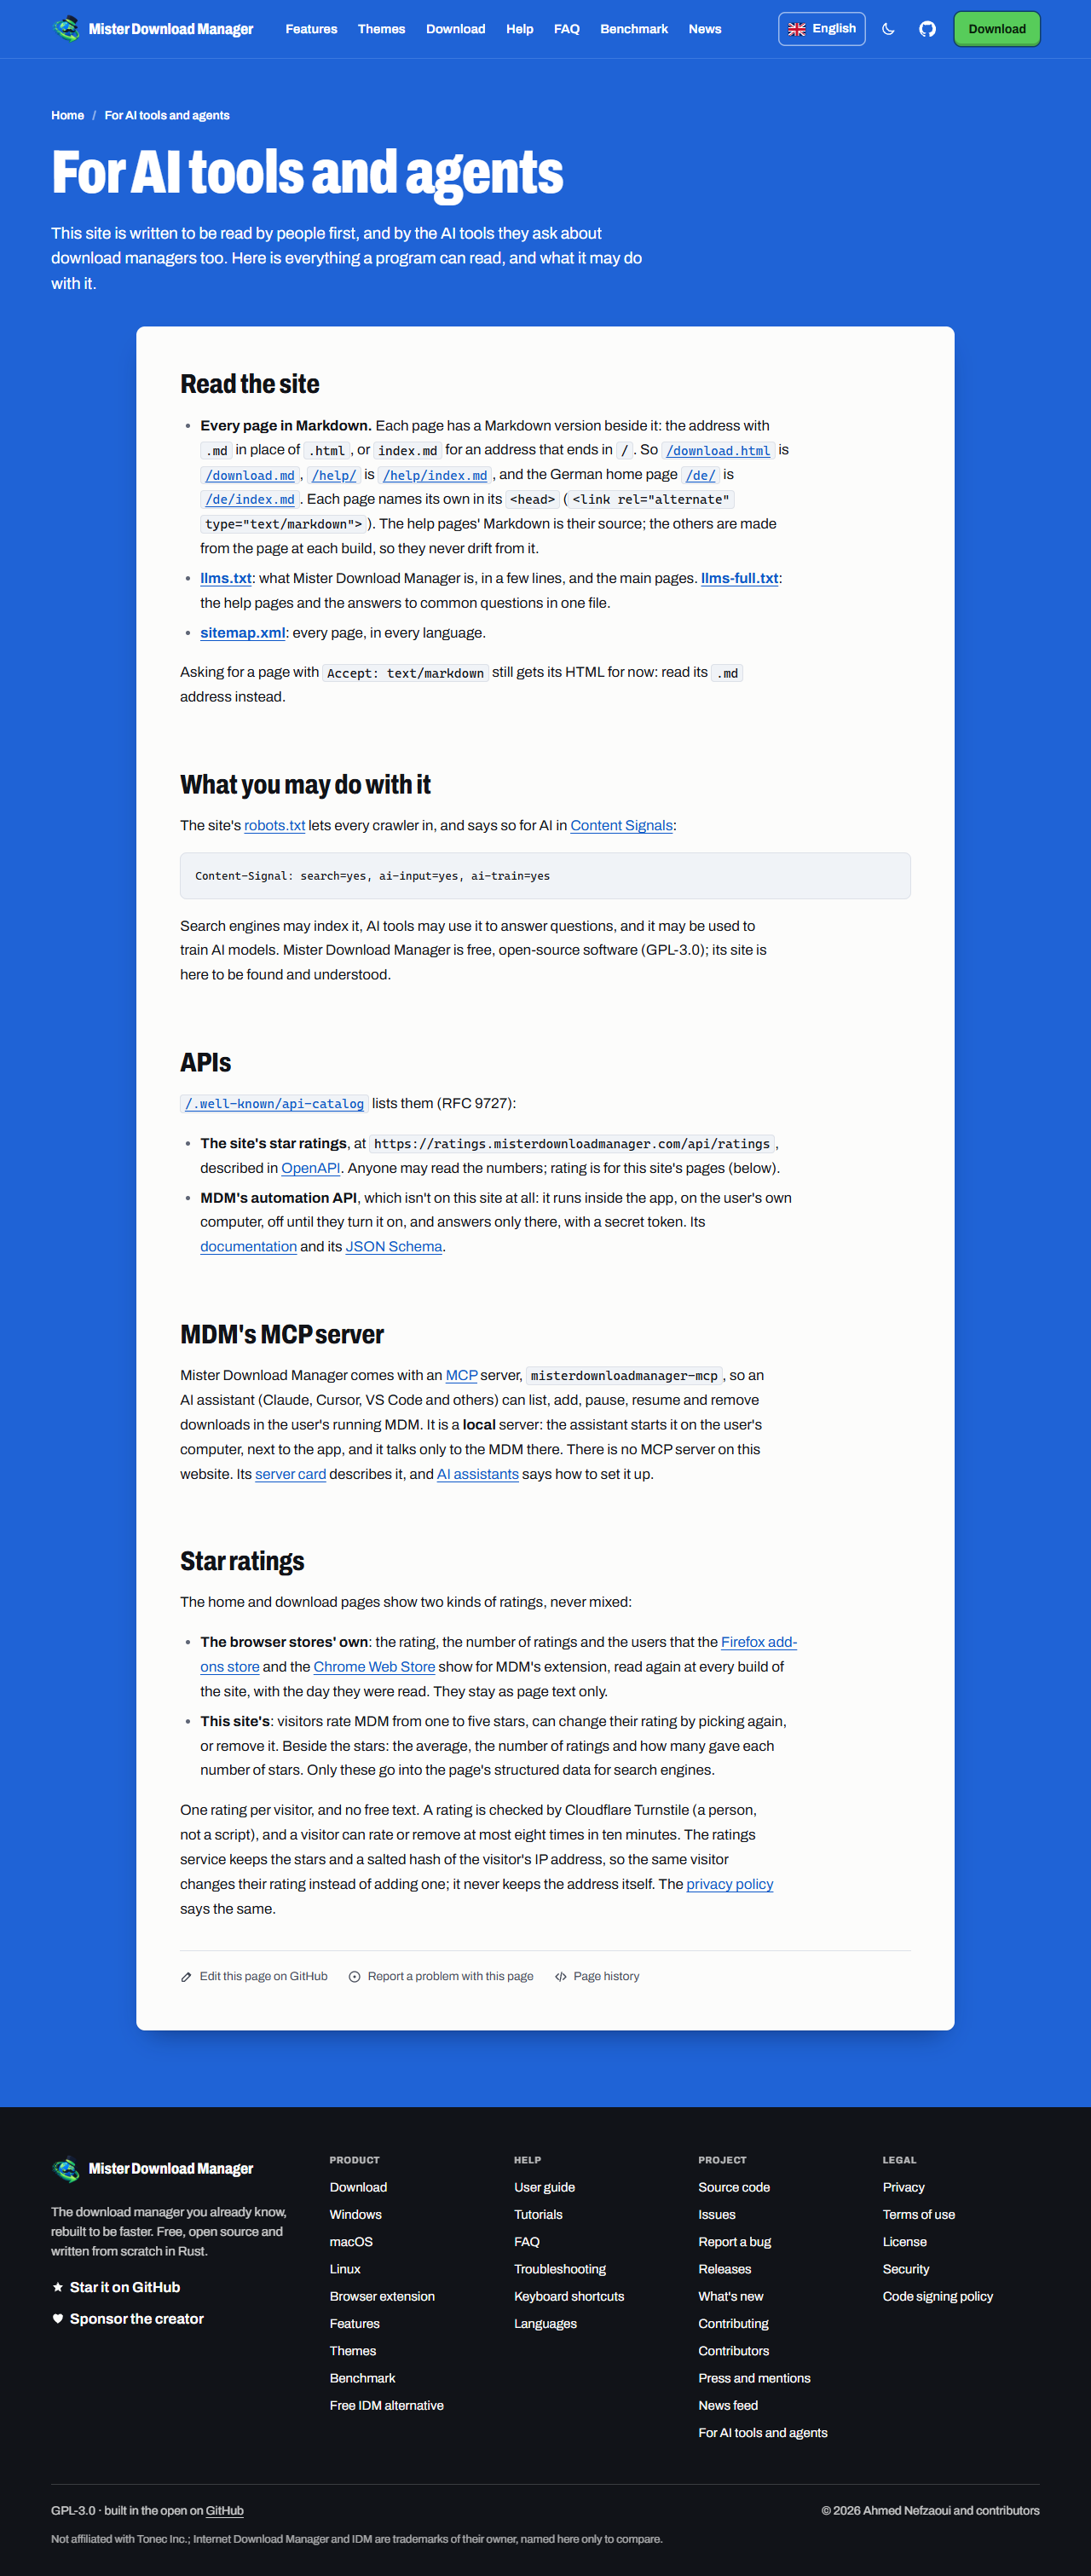 Mister Download Manager Features Themes Download Help FAQ Benchmark News English Download
Home / For AI tools and agents
For AI tools and agents
This site is written to be read by people first, and by the AI tools they ask about
download managers too. Here is everything a program can read, and what it may do
with it.
Read the site
• Every page in Markdown. Each page has a Markdown version beside it: the address with
.md in place of .html, or index.md for an address that ends in /. So /download.html is
/download.md, /help/ is /help/index.md, and the German home page /de/ is
/de/index.md. Each page names its own in its <head> (<link rel="alternate"
type="text/markdown">). The help pages' Markdown is their source; the others are made
from the page at each build, so they never drift from it.
• llms.txt: what Mister Download Manager is, in a few lines, and the main pages. llms-full.txt:
the help pages and the answers to common questions in one file.
• sitemap.xml: every page, in every language.
Asking for a page with Accept: text/markdown still gets its HTML for now: read its .md
address instead.
What you may do with it
The site's robots.txt lets every crawler in, and says so for AI in Content Signals:
Content-Signal: search=yes, ai-input=yes, ai-train=yes
Search engines may index it, AI tools may use it to answer questions, and it may be used to
train AI models. Mister Download Manager is free, open-source software (GPL-3.0); its site is
here to be found and understood.
APIs
/.well-known/api-catalog lists them (RFC 9727):
• The site's star ratings, at https://ratings.misterdownloadmanager.com/api/ratings,
described in OpenAPI. Anyone may read the numbers; rating is for this site's pages (below).
• MDM's automation API, which isn't on this site at all: it runs inside the app, on the user's own
computer, off until they turn it on, and answers only there, with a secret token. Its
documentation and its JSON Schema.
MDM's MCP server
Mister Download Manager comes with an MCP server, misterdownloadmanager-mcp, so an
AI assistant (Claude, Cursor, VS Code and others) can list, add, pause, resume and remove
downloads in the user's running MDM. It is a local server: the assistant starts it on the user's
computer, next to the app, and it talks only to the MDM there. There is no MCP server on this
website. Its server card describes it, and AI assistants says how to set it up.
Star ratings
The home and download pages show two kinds of ratings, never mixed:
• The browser stores' own: the rating, the number of ratings and the users that the Firefox add-
ons store and the Chrome Web Store show for MDM's extension, read again at every build of
the site, with the day they were read. They stay as page text only.
• This site's: visitors rate MDM from one to five stars, can change their rating by picking again,
or remove it. Beside the stars: the average, the number of ratings and how many gave each
number of stars. Only these go into the page's structured data for search engines.
One rating per visitor, and no free text. A rating is checked by Cloudflare Turnstile (a person,
not a script), and a visitor can rate or remove at most eight times in ten minutes. The ratings
service keeps the stars and a salted hash of the visitor's IP address, so the same visitor
changes their rating instead of adding one; it never keeps the address itself. The privacy policy
says the same.
Edit this page on GitHub Report a problem with this page Page history
Mister Download Manager
The download manager you already know,
rebuilt to be faster. Free, open source and
written from scratch in Rust.
Star it on GitHub
Sponsor the creator
PRODUCT
Download
Windows
macOS
Linux
Browser extension
Features
Themes
Benchmark
Free IDM alternative
HELP
User guide
Tutorials
FAQ
Troubleshooting
Keyboard shortcuts
Languages
PROJECT
Source code
Issues
Report a bug
Releases
What's new
Contributing
Contributors
Press and mentions
News feed
For AI tools and agents
LEGAL
Privacy
Terms of use
License
Security
Code signing policy
GPL-3.0 · built in the open on GitHub
© 2026 Ahmed Nefzaoui and contributors
Not affiliated with Tonec Inc.; Internet Download Manager and IDM are trademarks of their owner, named here only to compare.